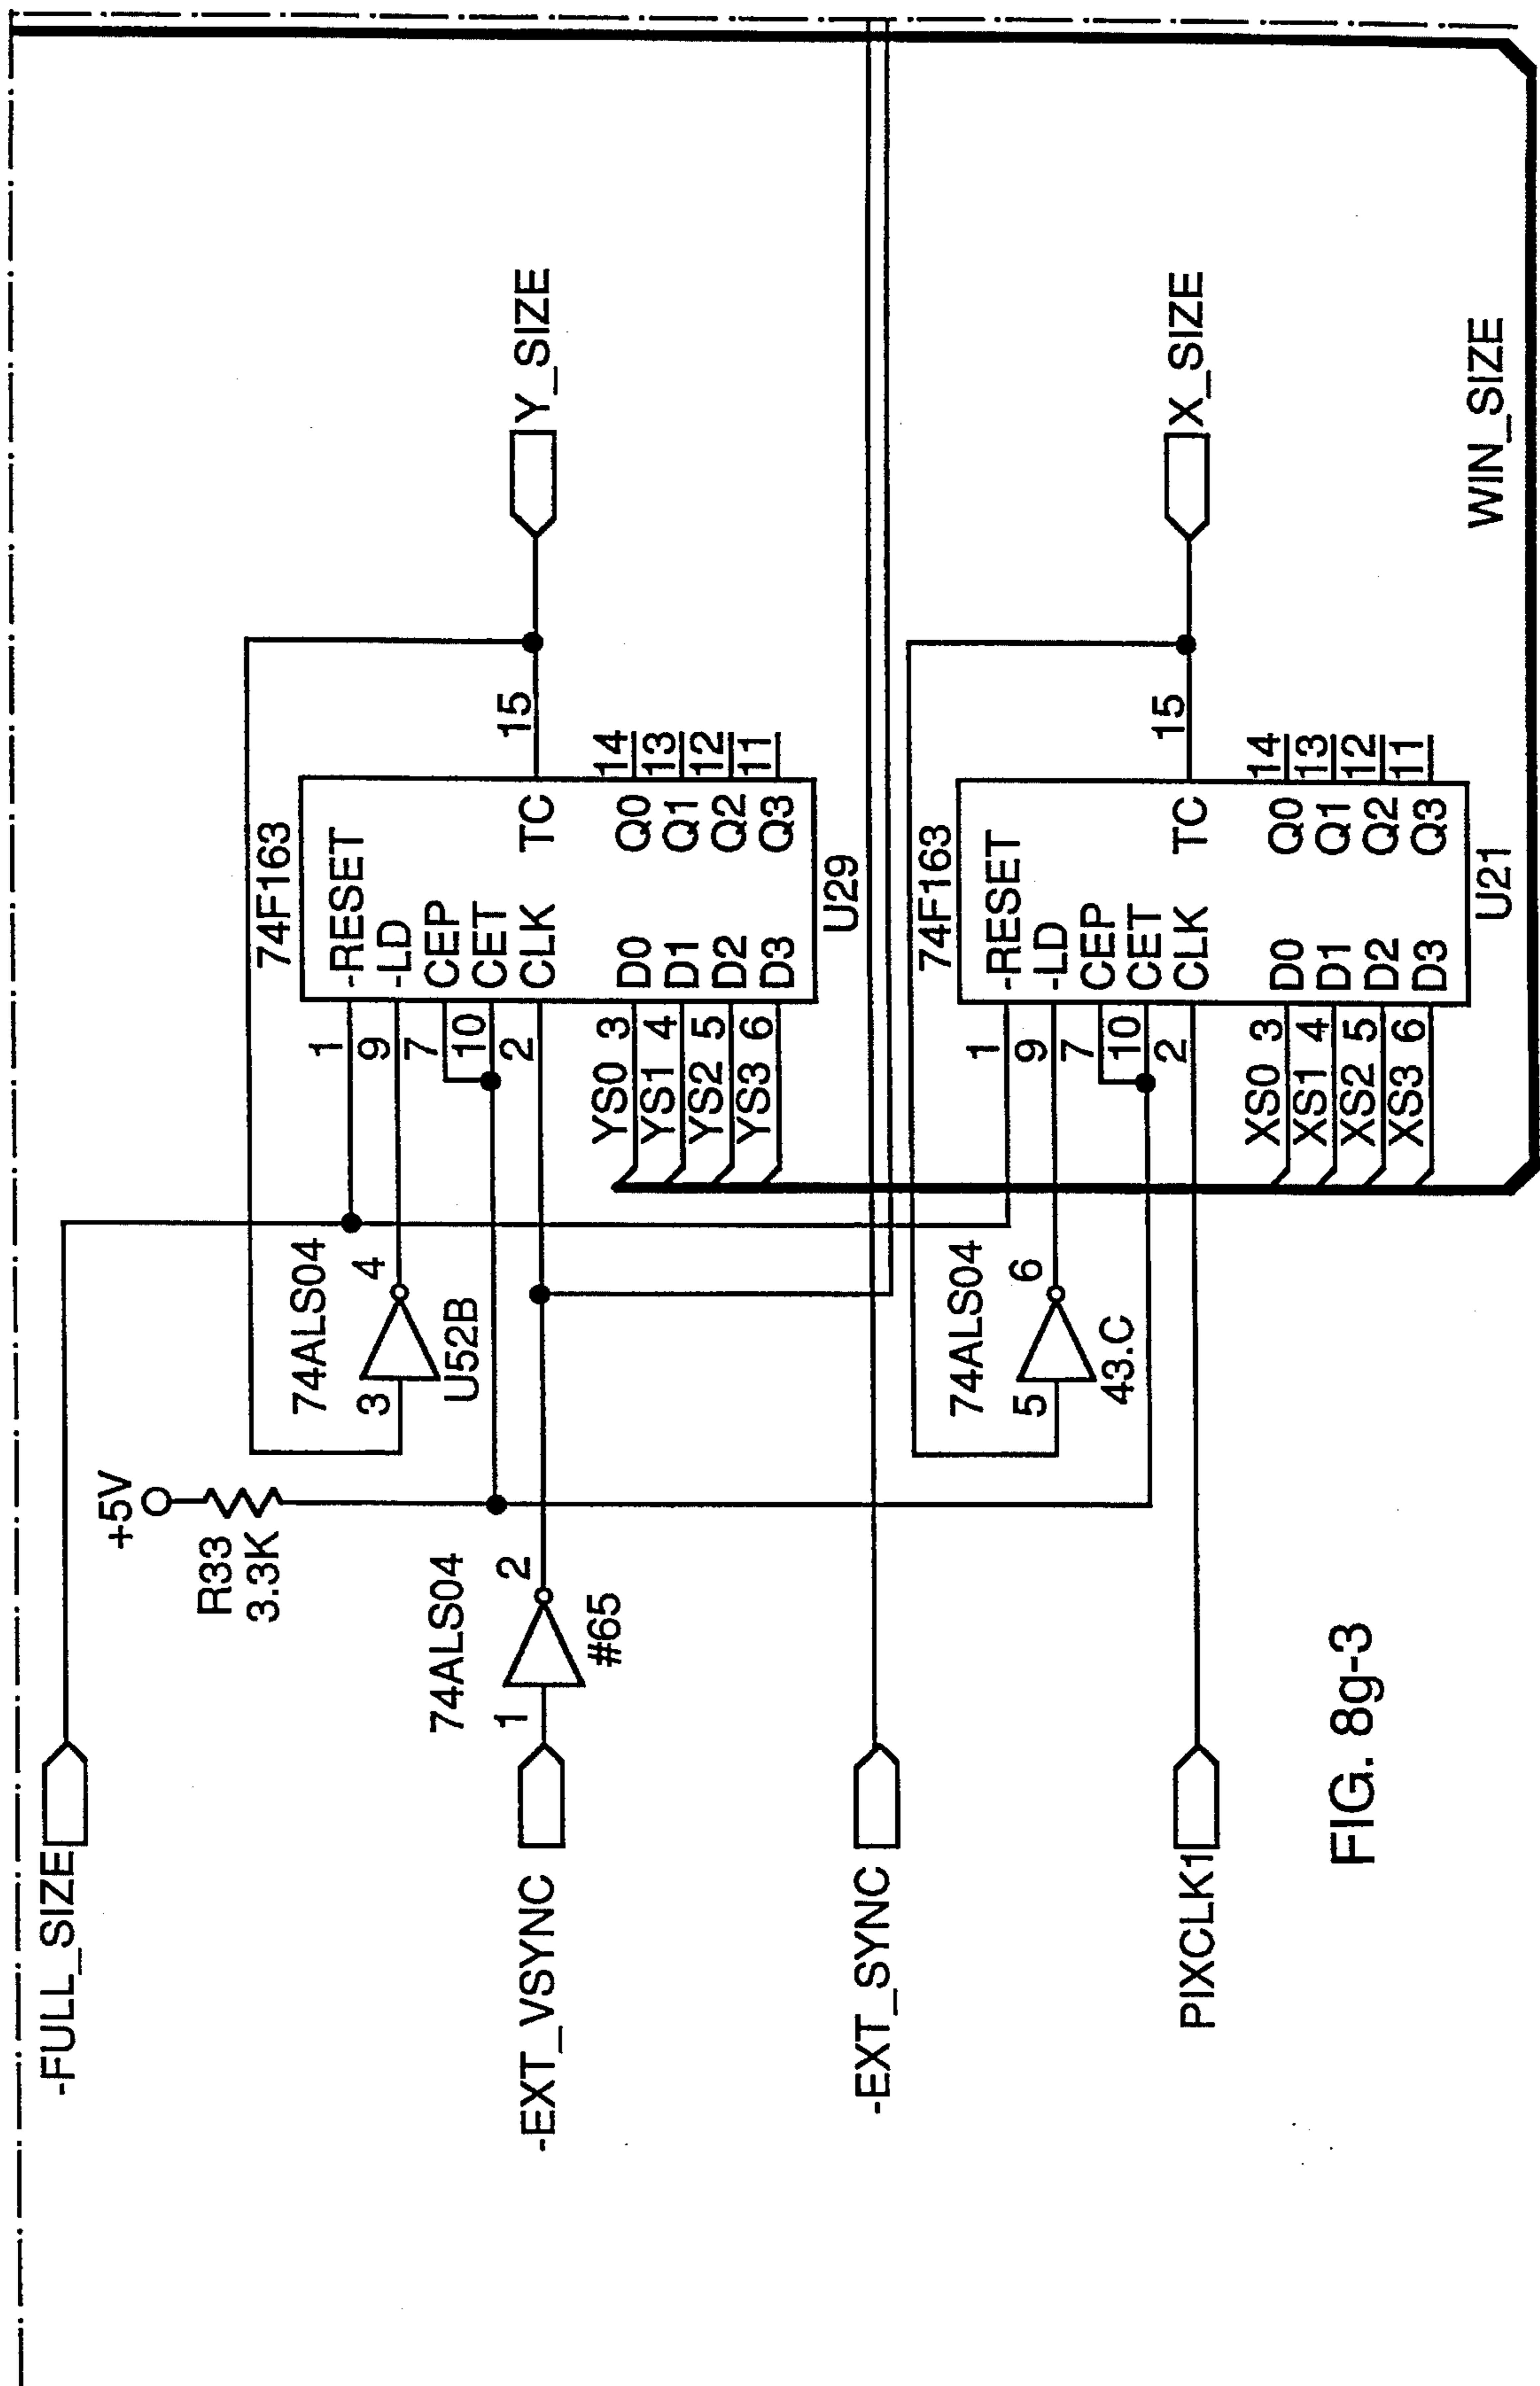 -FULL_SIZE
+5V
R33
3.3K
74ALS04
3
4
U52B
74F163
1
9
7
10
2
-RESET
-LD
CEP
CET
CLK
TC
15
Y_SIZE
YS0 3
YS1 4
YS2 5
YS3 6
D0
D1
D2
D3
Q0
Q1
Q2
Q3
14
13
12
11
U29
-EXT_VSYNC
74ALS04
1
2
#65
-EXT_SYNC
74ALS04
5
6
43.C
74F163
1
9
7
10
2
-RESET
-LD
CEP
CET
CLK
TC
15
X_SIZE
XS0 3
XS1 4
XS2 5
XS3 6
D0
D1
D2
D3
Q0
Q1
Q2
Q3
14
13
12
11
U21
PIXCLK1
WIN_SIZE
FIG. 8g-3